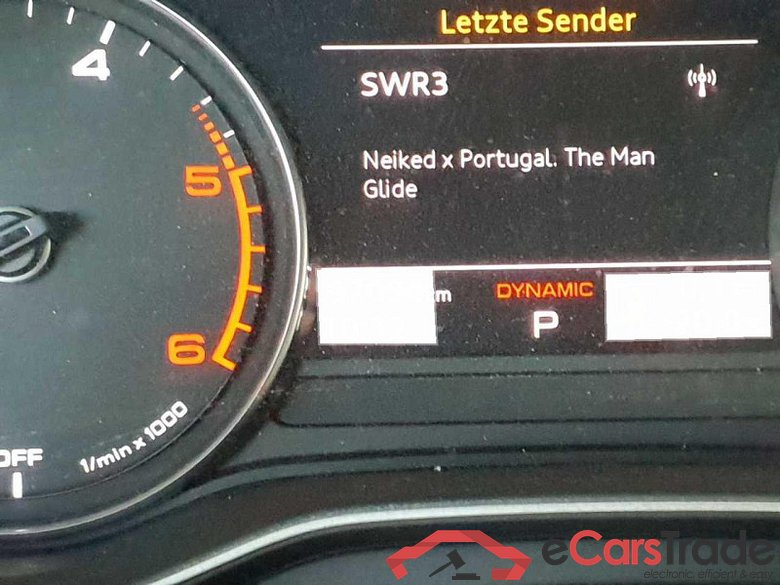 Letzte Sender
4
SWR3
Neiked x Portugal. The Man
Glide
5
DYNAMIC
P
6
1/min x 1000
OFF
eCarsTrade
electronic, efficient & easy